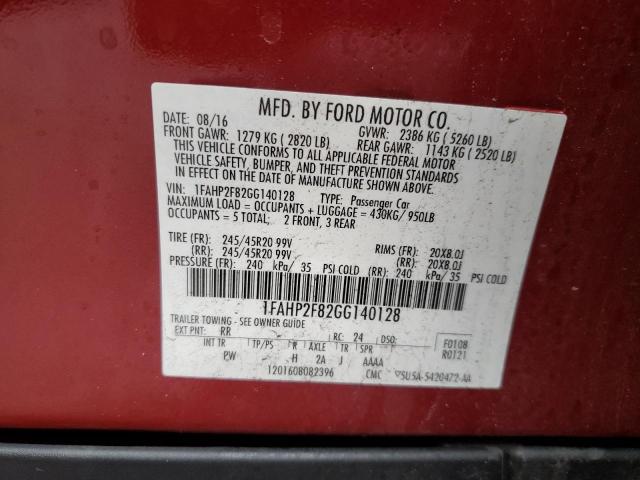 MFD. BY FORD MOTOR CO.
DATE: 08/16 GVWR: 2386 KG ( 5260 LB)
FRONT GAWR: 1279 KG ( 2820 LB) REAR GAWR: 1143 KG ( 2520 LB)
THIS VEHICLE CONFORMS TO ALL APPLICABLE FEDERAL MOTOR
VEHICLE SAFETY, BUMPER, AND THEFT PREVENTION STANDARDS
IN EFFECT ON THE DATE OF MANUFACTURE SHOWN ABOVE.
VIN: 1FAHP2F82GG140128 TYPE: Passenger Car
MAXIMUM LOAD = OCCUPANTS + LUGGAGE = 430KG/ 950LB
OCCUPANTS = 5 TOTAL; 2 FRONT, 3 REAR
TIRE (FR): 245/45R20 99V RIMS (FR): 20X8.0J
(RR): 245/45R20 99V (RR): 20X8.0J
PRESSURE (FR): 240 kPa/ 35 PSI COLD (RR): 240 kPa/ 35 PSI COLD
1FAHP2F82GG140128
TRAILER TOWING - SEE OWNER GUIDE
EXT PNT: RR RC: 24 DSO: F0108
INT TR TP/PS R AXLE TR SPR R0121
PW H 2A J AAAA
1201608082396 CMC 5U5A-5420472-AA